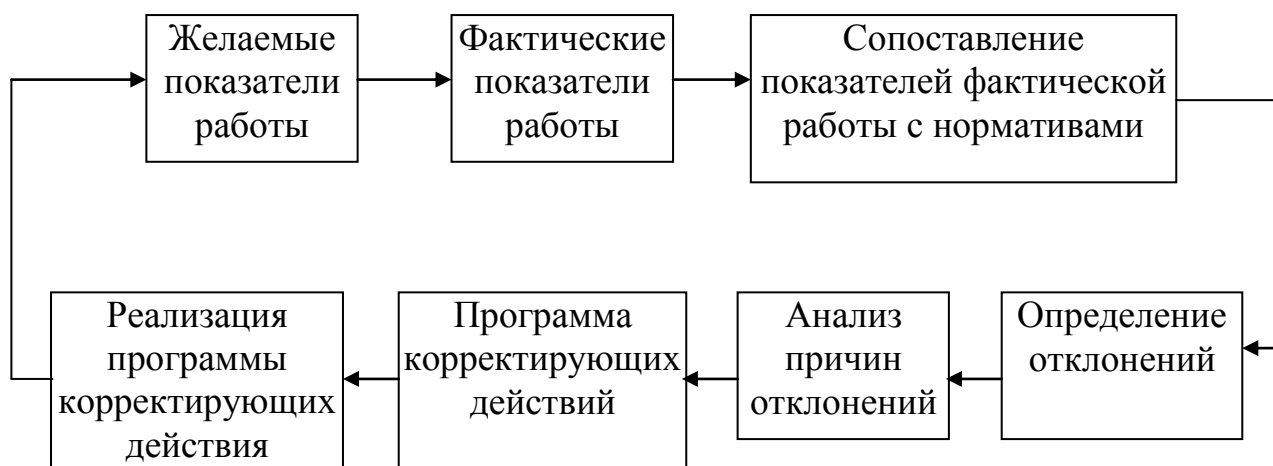 Желаемые
показатели
работы
Фактические
показатели
работы
Сопоставление
показателей фактической
работы с нормативами
Реализация
программы
корректирующих
действия
Программа
корректирующих
действий
Анализ
причин
отклонений
Определение
отклонений